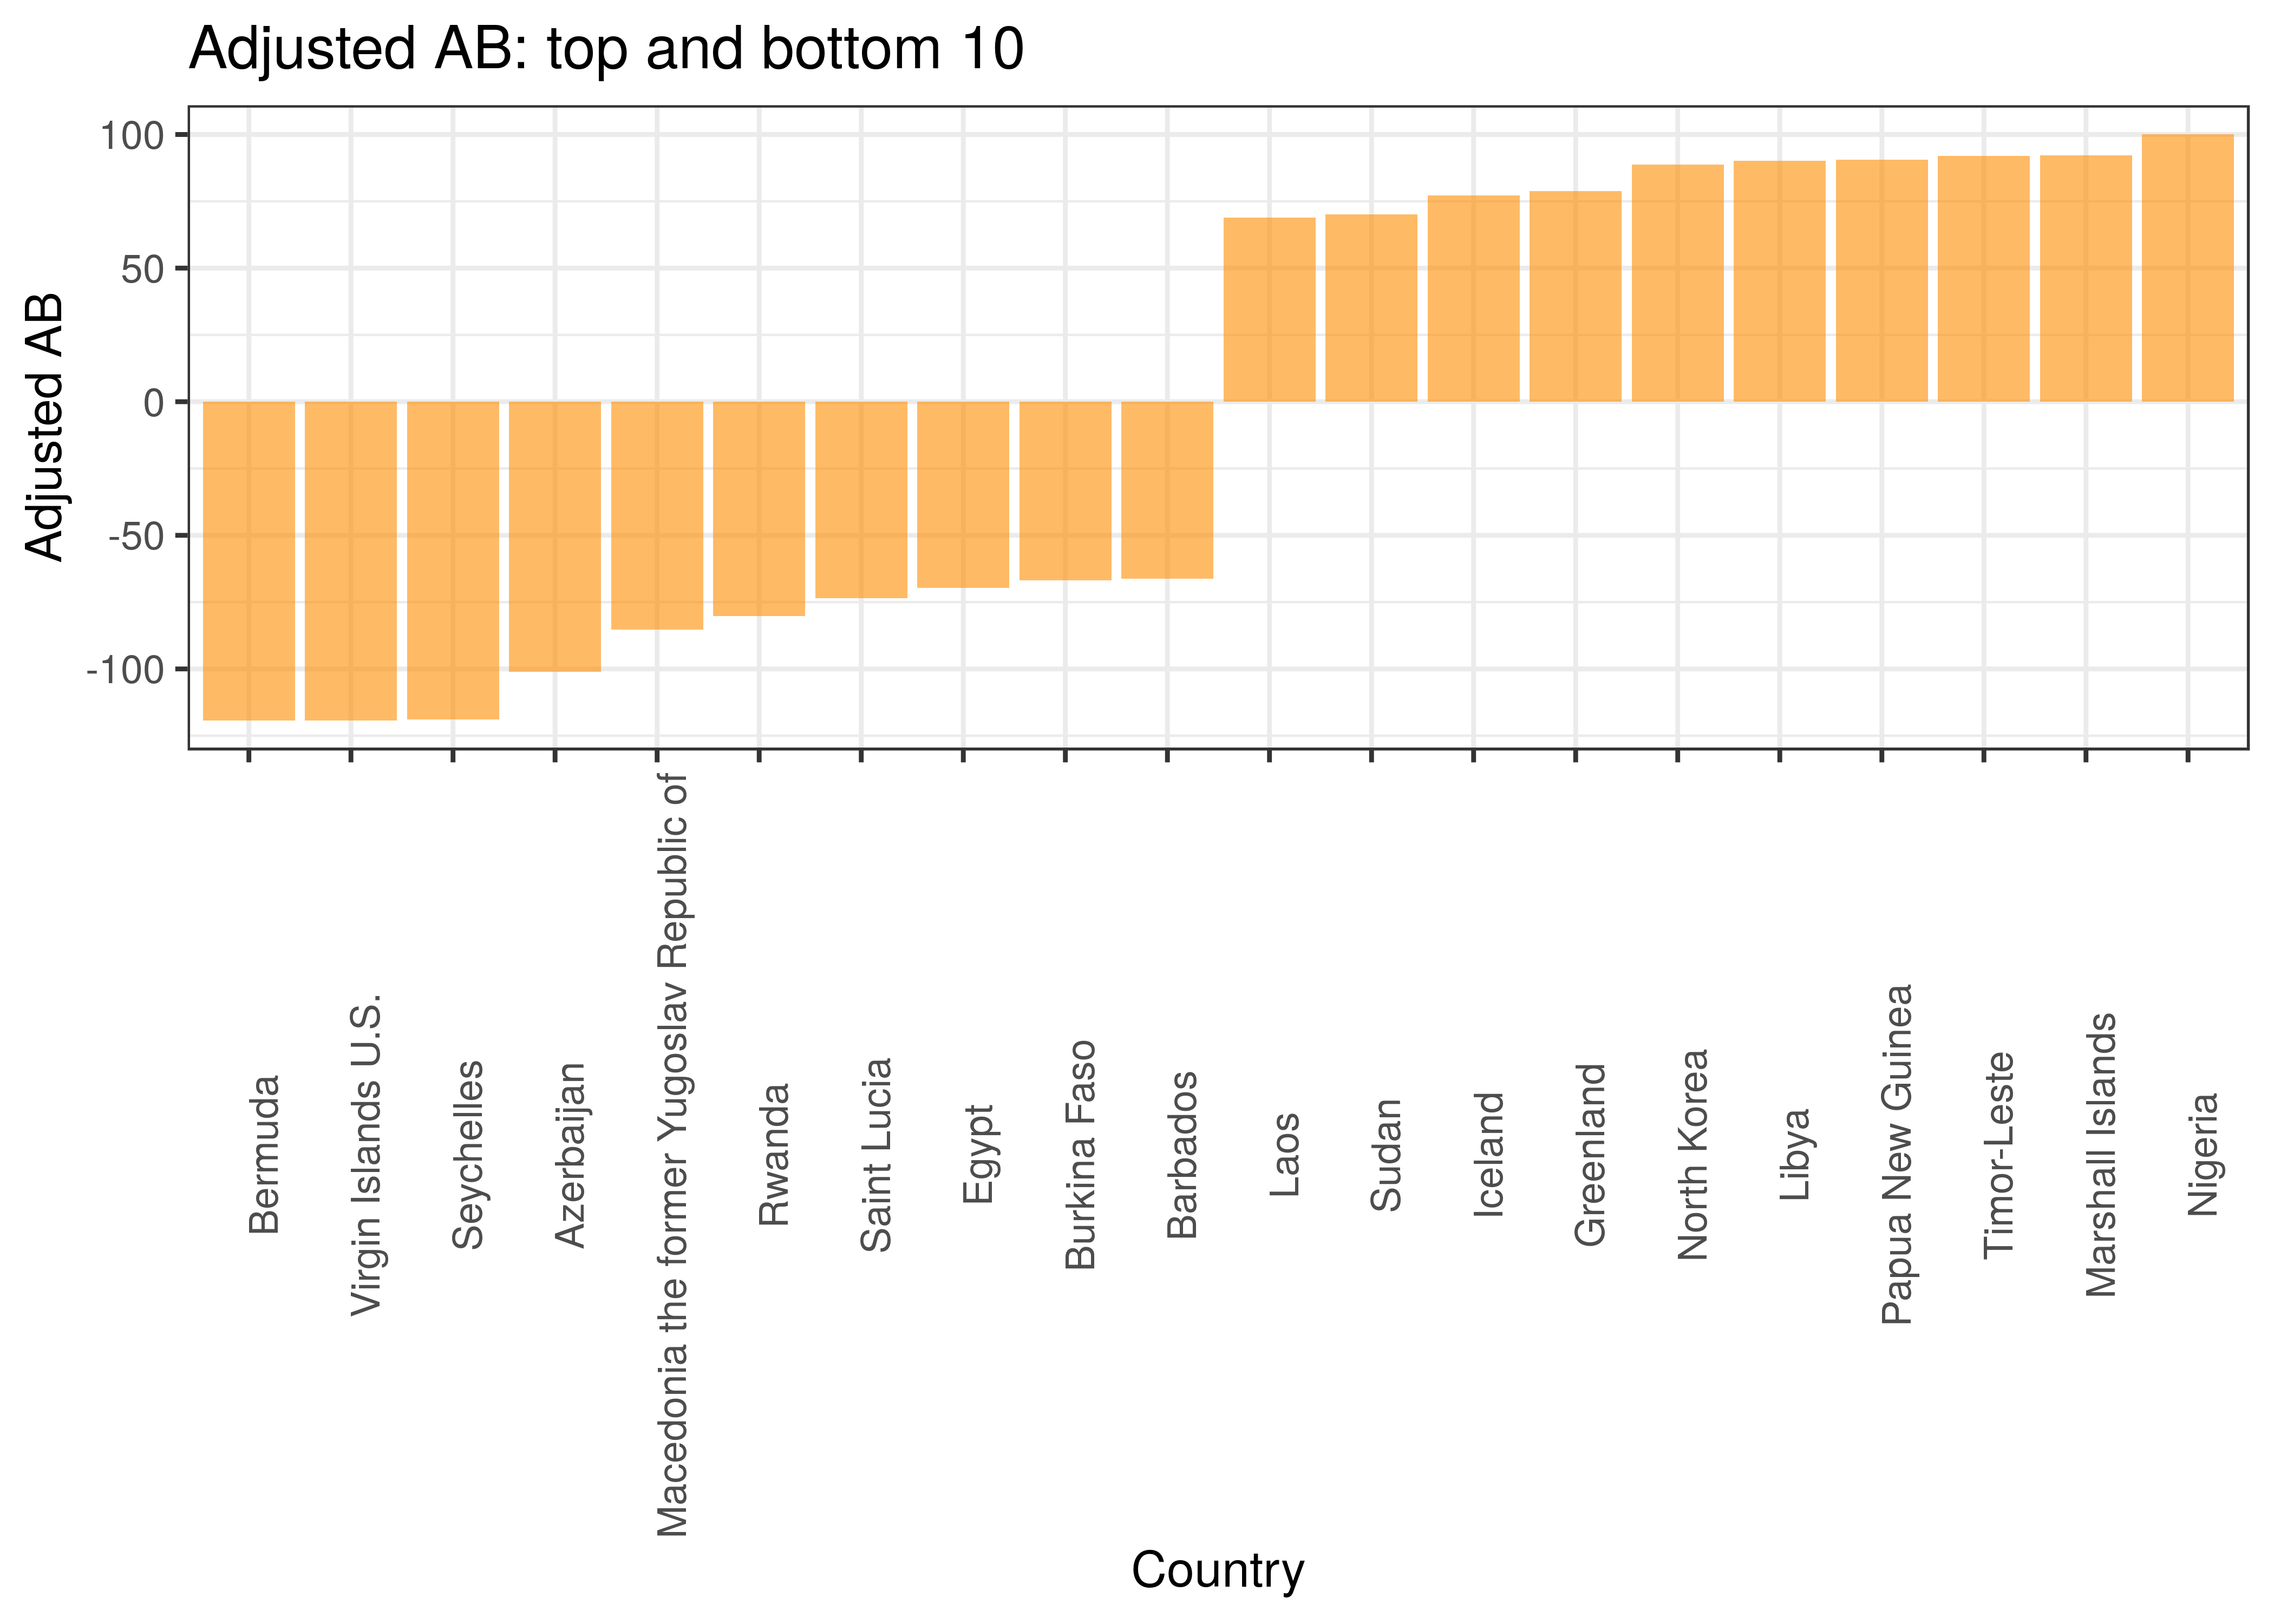 Adjusted AB: top and bottom 10
Adjusted AB
100
50
0
-50
-100
Bermuda
Virgin Islands U.S.
Seychelles
Azerbaijan
Macedonia the former Yugoslav Republic of
Rwanda
Saint Lucia
Egypt
Burkina Faso
Barbados
Laos
Sudan
Iceland
Greenland
North Korea
Libya
Papua New Guinea
Timor-Leste
Marshall Islands
Nigeria
Country